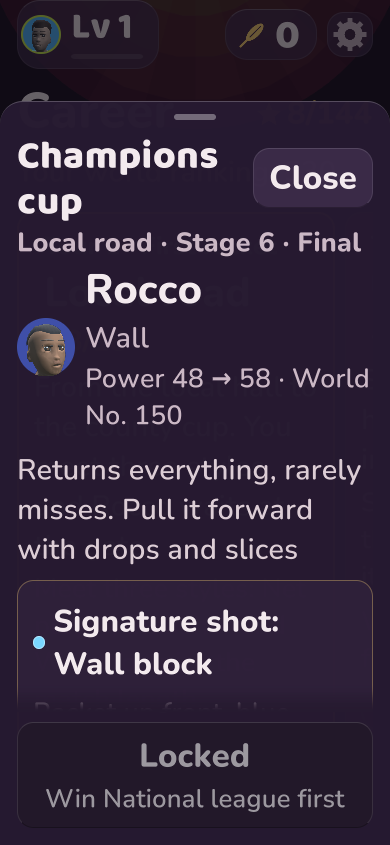 Lv 1
0
Champions
cup
Close
Local road · Stage 6 · Final
Rocco
Wall
Power 48 → 58 · World
No. 150
Returns everything, rarely
misses. Pull it forward
with drops and slices
Signature shot:
Wall block
Locked
Win National league first